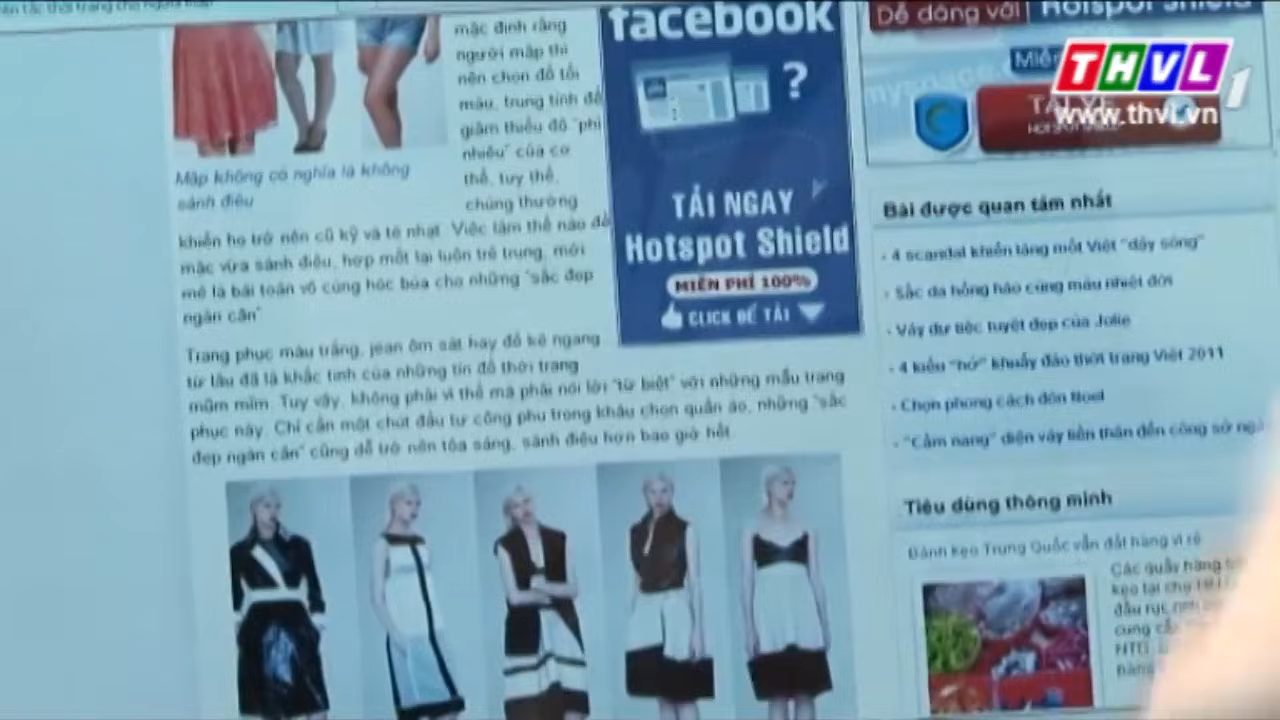 mặc định rằng
người mập thì
nên chọn đồ tối
màu, trung tính để
giảm thiểu độ "phì
nhiêu" của cơ
thể, tuy thế,
chúng thường
khiến họ trở nên cũ kỹ và tẻ nhạt. Việc làm thế nào để
mặc vừa sành điệu, hợp mốt lại luôn trẻ trung, mới
mẻ là bài toán vô cùng hóc búa cho những "sắc đẹp
ngàn cân"
Mập không có nghĩa là không
sành điệu
Trang phục màu trắng, jean ôm sát hay đồ kẻ ngang
từ lâu đã là khắc tinh của những tín đồ thời trang
mũm mĩm. Tuy vậy, không phải vì thế mà phải nói lời "từ biệt" với những mẫu trang
phục này. Chỉ cần một chút đầu tư công phu trong khâu chọn quần áo, những "sắc
đẹp ngàn cân" cũng dễ trở nên tỏa sáng, sành điệu hơn bao giờ hết
facebook
?
TẢI NGAY
Hotspot Shield
MIỄN PHÍ 100%
CLICK ĐỂ TẢI
Dễ dàng với Hotspot Shield
THVL 1
www.thvl.vn
Bài được quan tâm nhất
4 scandal khiến làng mốt Việt "dậy sóng"
Sắc da hồng hào cùng màu nhiệt đới
Váy dự tiệc tuyệt đẹp của Jolie
4 kiểu "hở" khuấy đảo thời trang Việt 2011
Chọn phong cách đón Noel
"Cẩm nang" diện váy liền thân đến công sở
Tiêu dùng thông minh
Bánh kẹo Trung Quốc vẫn đắt hàng vì rẻ
Các quầy hàng
kẹo tại chợ